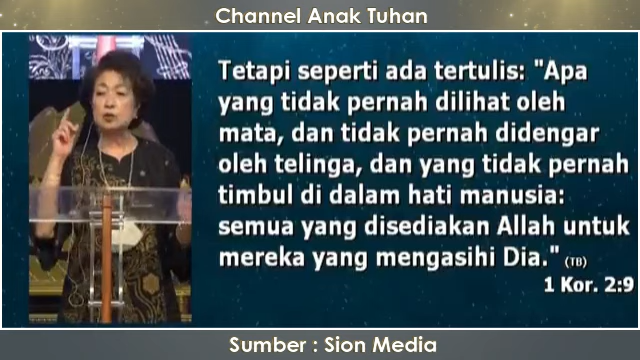 Channel Anak Tuhan
Tetapi seperti ada tertulis: "Apa
yang tidak pernah dilihat oleh
mata, dan tidak pernah didengar
oleh telinga, dan yang tidak pernah
timbul di dalam hati manusia:
semua yang disediakan Allah untuk
mereka yang mengasihi Dia." (TB)
1 Kor. 2:9
Sumber : Sion Media